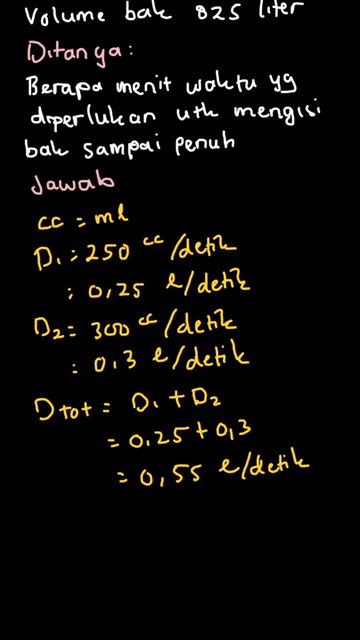 Volume bak 825 liter
Ditanya :
Berapa menit waktu yg
diperlukan utk mengisi
bak sampai penuh
Jawab
cc = ml
D1 : 250 cc/detik
: 0,25 l/detik
D2 = 300 cc/detik
: 0,3 l/detik
Dtot = D1 + D2
= 0,25 + 0,3
= 0,55 l/detik